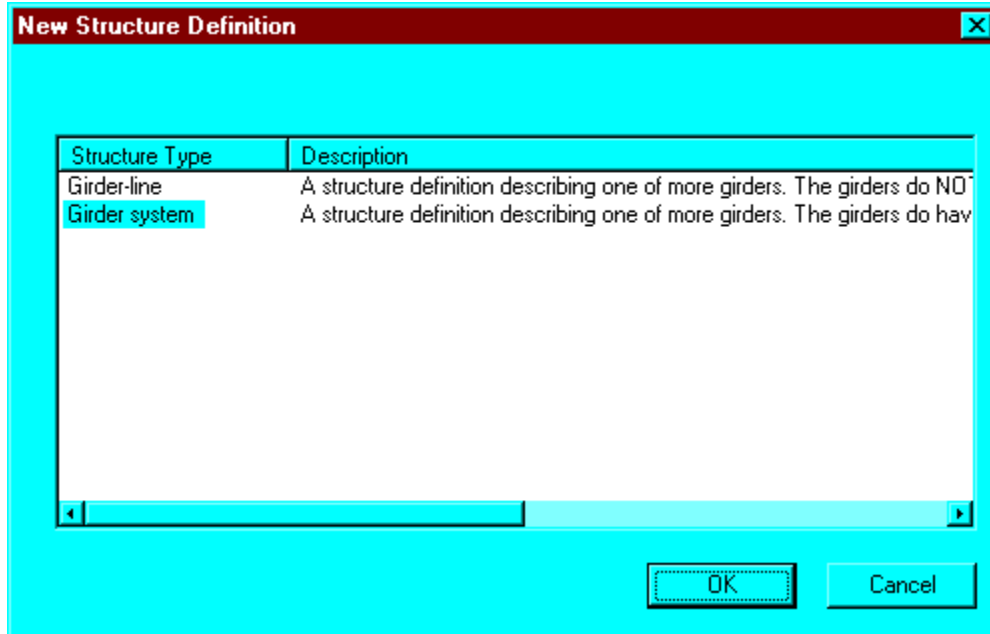 New Structure Definition
Structure Type Description
Girder-line A structure definition describing one of more girders. The girders do NOT
Girder system A structure definition describing one of more girders. The girders do hav
OK Cancel